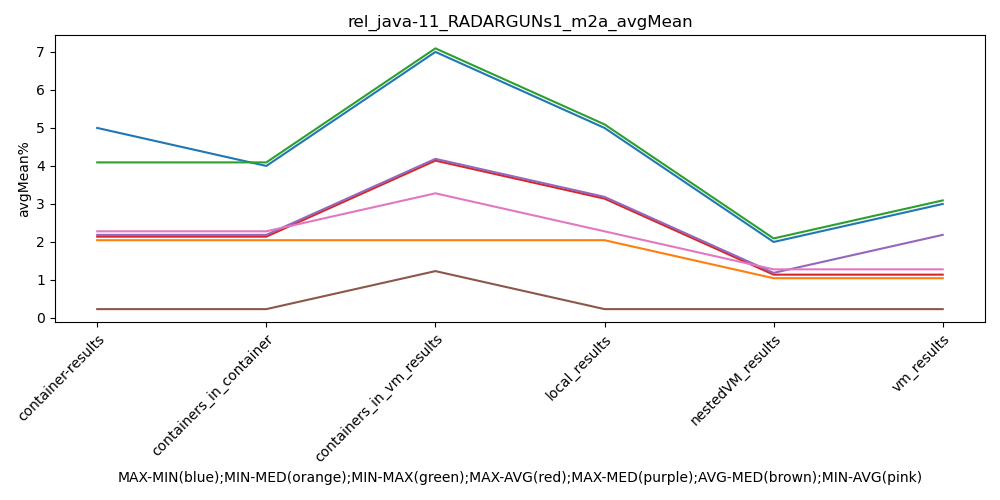 rel_java-11_RADARGUNs1_m2a_avgMean
avgMean%
7
6
5
4
3
2
1
0
container-results
containers_in_container
containers_in_vm_results
local_results
nestedVM_results
vm_results
MAX-MIN(blue);MIN-MED(orange);MIN-MAX(green);MAX-AVG(red);MAX-MED(purple);AVG-MED(brown);MIN-AVG(pink)